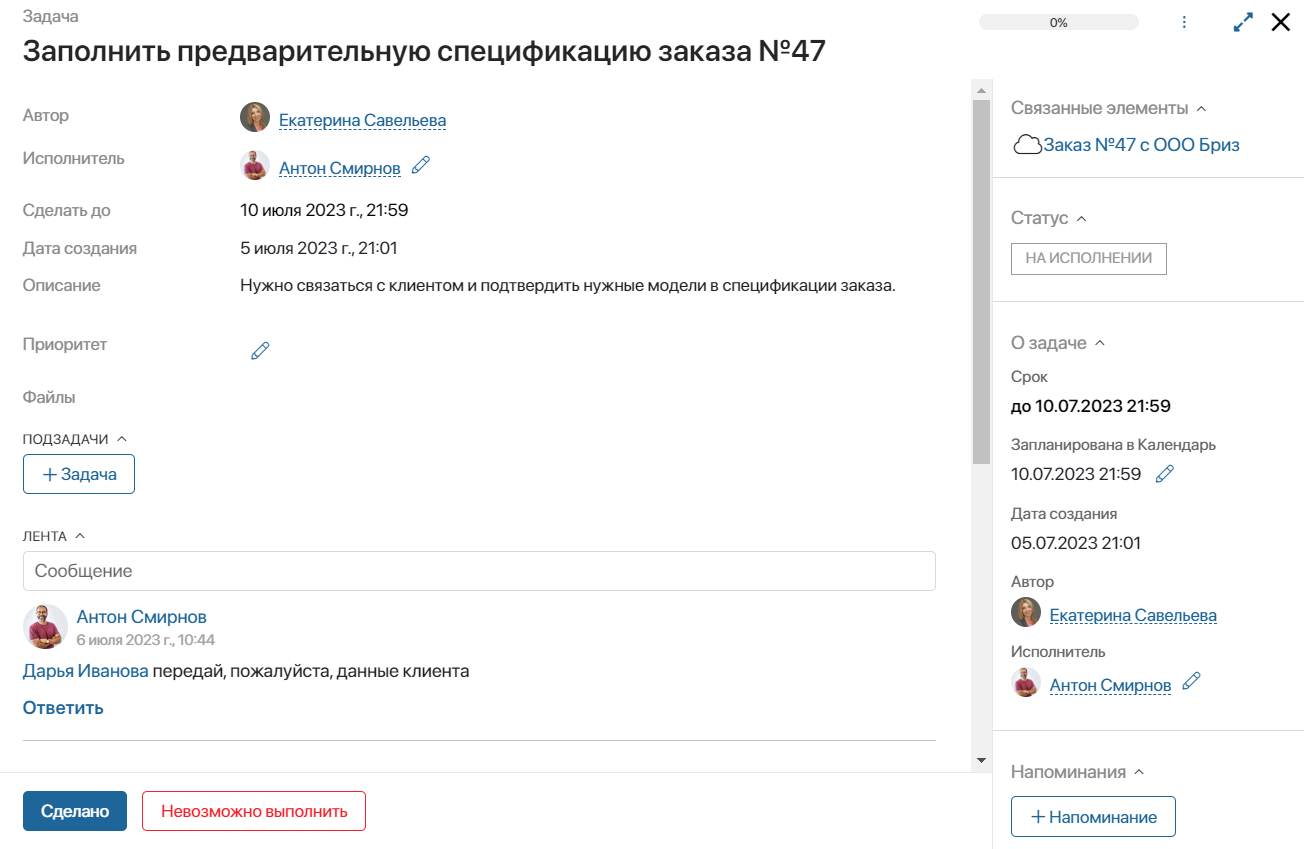 Задача
0%
Заполнить предварительную спецификацию заказа №47
Автор
Екатерина Савельева
Исполнитель
Антон Смирнов
Сделать до
10 июля 2023 г., 21:59
Дата создания
5 июля 2023 г., 21:01
Описание
Нужно связаться с клиентом и подтвердить нужные модели в спецификации заказа.
Приоритет
Файлы
ПОДЗАДАЧИ
+ Задача
ЛЕНТА
Сообщение
Антон Смирнов
6 июля 2023 г., 10:44
Дарья Иванова передай, пожалуйста, данные клиента
Ответить
Сделано
Невозможно выполнить
Связанные элементы
Заказ №47 с ООО Бриз
Статус
НА ИСПОЛНЕНИИ
О задаче
Срок
до 10.07.2023 21:59
Запланирована в Календарь
10.07.2023 21:59
Дата создания
05.07.2023 21:01
Автор
Екатерина Савельева
Исполнитель
Антон Смирнов
Напоминания
+ Напоминание